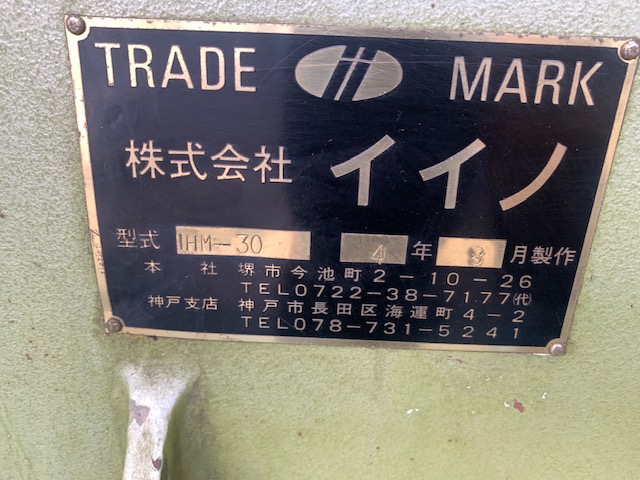 TRADE MARK
株式会社 イイノ
型式 IHM-30 4年 3月製作
本社 堺市今池町2-10-26
TEL0722-38-7177(代)
神戸支店 神戸市長田区海運町4-2
TEL078-731-5241